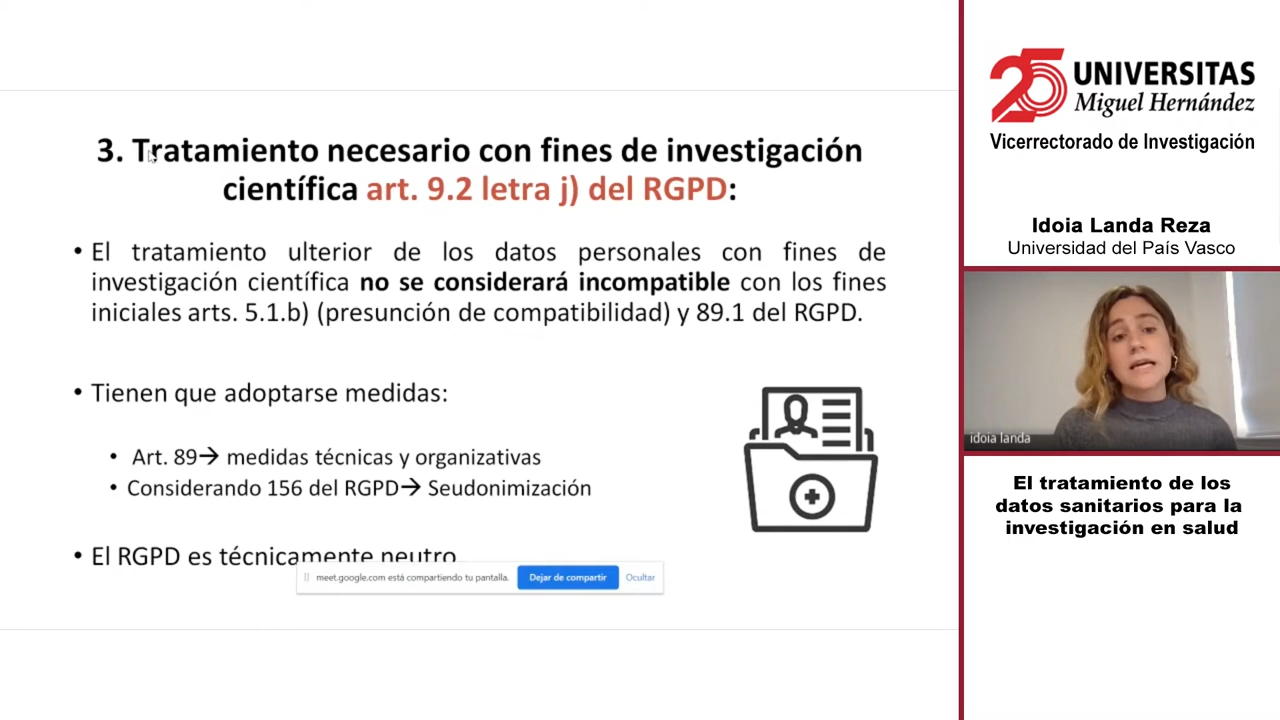 3. Tratamiento necesario con fines de investigación
científica art. 9.2 letra j) del RGPD:
• El tratamiento ulterior de los datos personales con fines de
investigación científica no se considerará incompatible con los fines
iniciales arts. 5.1.b) (presunción de compatibilidad) y 89.1 del RGPD.
• Tienen que adoptarse medidas:
• Art. 89→ medidas técnicas y organizativas
• Considerando 156 del RGPD→ Seudonimización
• El RGPD es técnicamente neutro
meet.google.com está compartiendo tu pantalla.
Dejar de compartir
Ocultar
25 UNIVERSITAS
Miguel Hernández
Vicerrectorado de Investigación
Idoia Landa Reza
Universidad del País Vasco
idoia landa
El tratamiento de los
datos sanitarios para la
investigación en salud